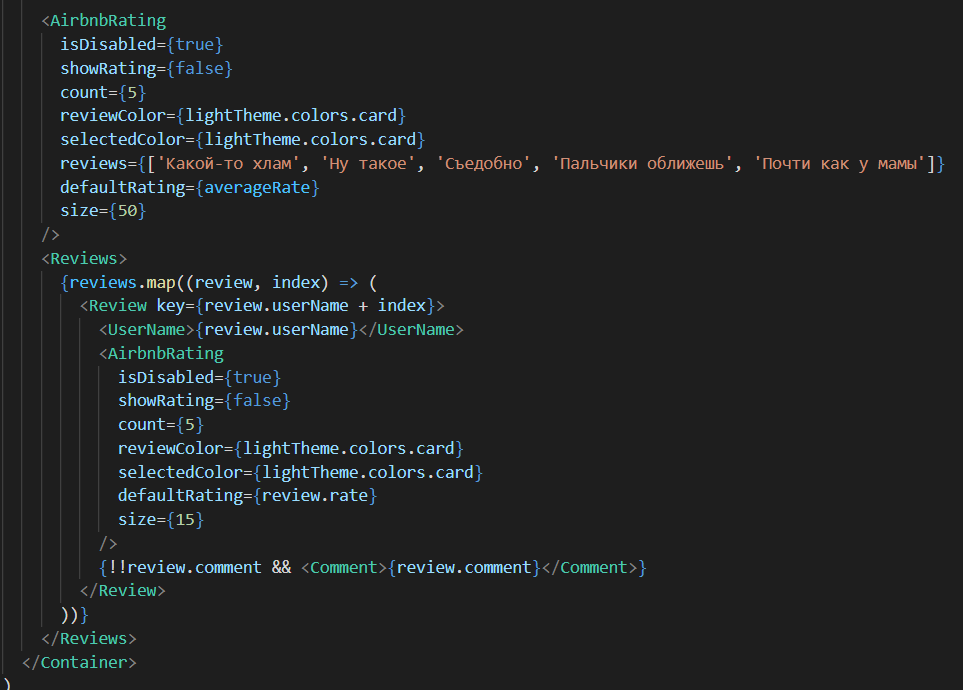 <AirbnbRating
isDisabled={true}
showRating={false}
count={5}
reviewColor={lightTheme.colors.card}
selectedColor={lightTheme.colors.card}
reviews={['Какой-то хлам', 'Ну такое', 'Съедобно', 'Пальчики оближешь', 'Почти как у мамы']}
defaultRating={averageRate}
size={50}
/>
<Reviews>
{reviews.map((review, index) => (
<Review key={review.userName + index}>
<UserName>{review.userName}</UserName>
<AirbnbRating
isDisabled={true}
showRating={false}
count={5}
reviewColor={lightTheme.colors.card}
selectedColor={lightTheme.colors.card}
defaultRating={review.rate}
size={15}
/>
{!!review.comment && <Comment>{review.comment}</Comment>}
</Review>
))}
</Reviews>
</Container>
)